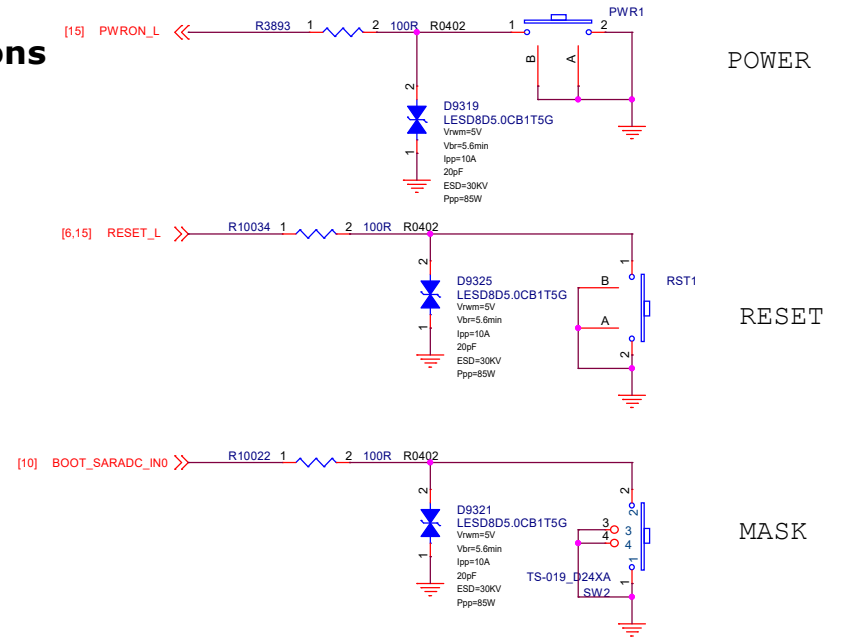 ons
[15] PWRON_L R3893 1 2 100R R0402 1 2 PWR1
B A
POWER
2
1
D9319
LESD8D5.0CB1T5G
Vrwm=5V
Vbr=5.6min
Ipp=10A
20pF
ESD=30KV
Ppp=85W
[6,15] RESET_L R10034 1 2 100R R0402
2
1
D9325
LESD8D5.0CB1T5G
Vrwm=5V
Vbr=5.6min
Ipp=10A
20pF
ESD=30KV
Ppp=85W
1
B
A
2
RST1
RESET
[10] BOOT_SARADC_IN0 R10022 1 2 100R R0402
2
1
D9321
LESD8D5.0CB1T5G
Vrwm=5V
Vbr=5.6min
Ipp=10A
20pF
ESD=30KV
Ppp=85W
2
2
3 3
4 4
1
TS-019_D24XA
1
SW2
MASK